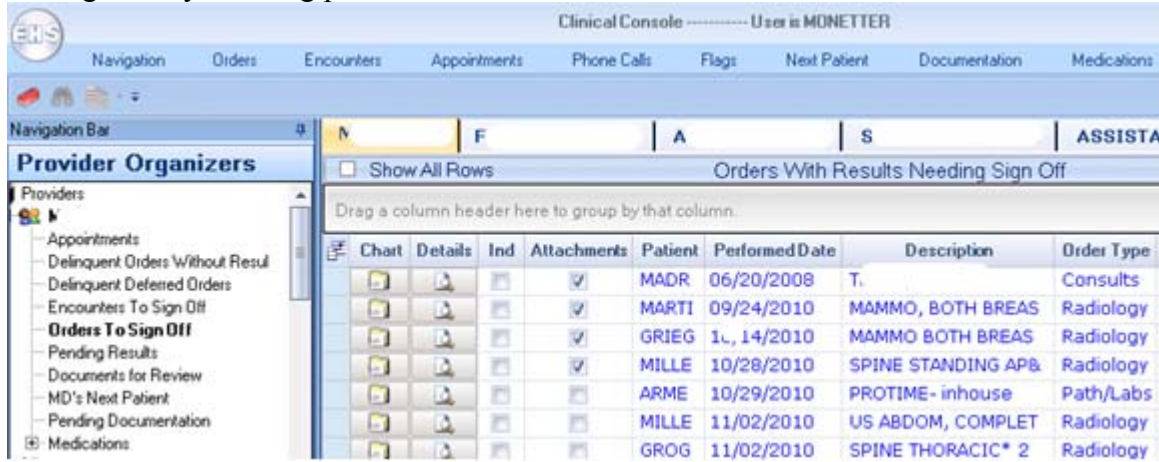 Clinical Console ----------- User is MONETTER
EHS
Navigation Orders Encounters Appointments Phone Calls Flags Next Patient Documentation Medications
Navigation Bar
Provider Organizers
Providers
Appointments
Delinquent Orders Without Resul
Delinquent Deferred Orders
Encounters To Sign Off
Orders To Sign Off
Pending Results
Documents for Review
MD's Next Patient
Pending Documentation
Medications
N F A S ASSISTA
Show All Rows Orders With Results Needing Sign Off
Drag a column header here to group by that column.
Chart Details Ind Attachments Patient Performed Date Description Order Type
MADR 06/20/2008 T. Consults
MARTI 09/24/2010 MAMMO, BOTH BREAS Radiology
GRIEG 14/2010 MAMMO BOTH BREAS Radiology
MILLE 10/28/2010 SPINE STANDING AP& Radiology
ARME 10/29/2010 PROTIME- inhouse Path/Labs
MILLE 11/02/2010 US ABDOM, COMPLET Radiology
GROG 11/02/2010 SPINE THORACIC* 2 Radiology